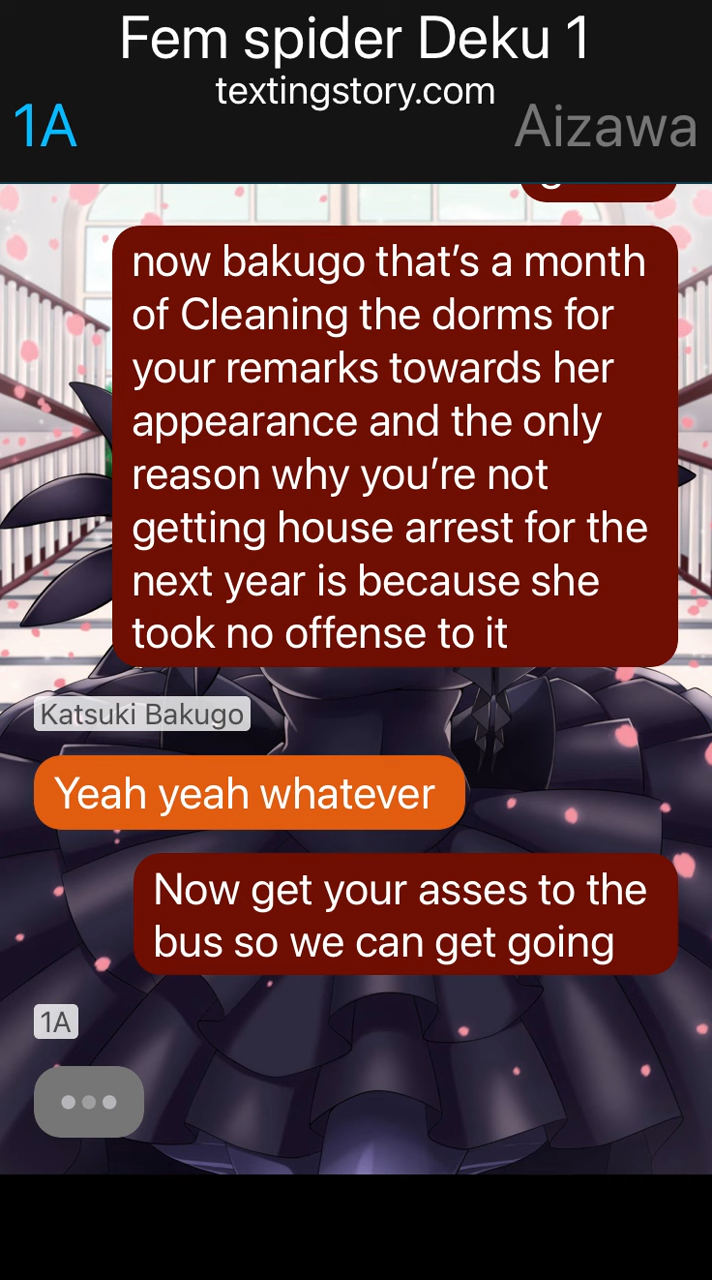 Fem spider Deku 1
textingstory.com
1A
Aizawa
now bakugo that’s a month
of Cleaning the dorms for
your remarks towards her
appearance and the only
reason why you’re not
getting house arrest for the
next year is because she
took no offense to it
Katsuki Bakugo
Yeah yeah whatever
Now get your asses to the
bus so we can get going
1A